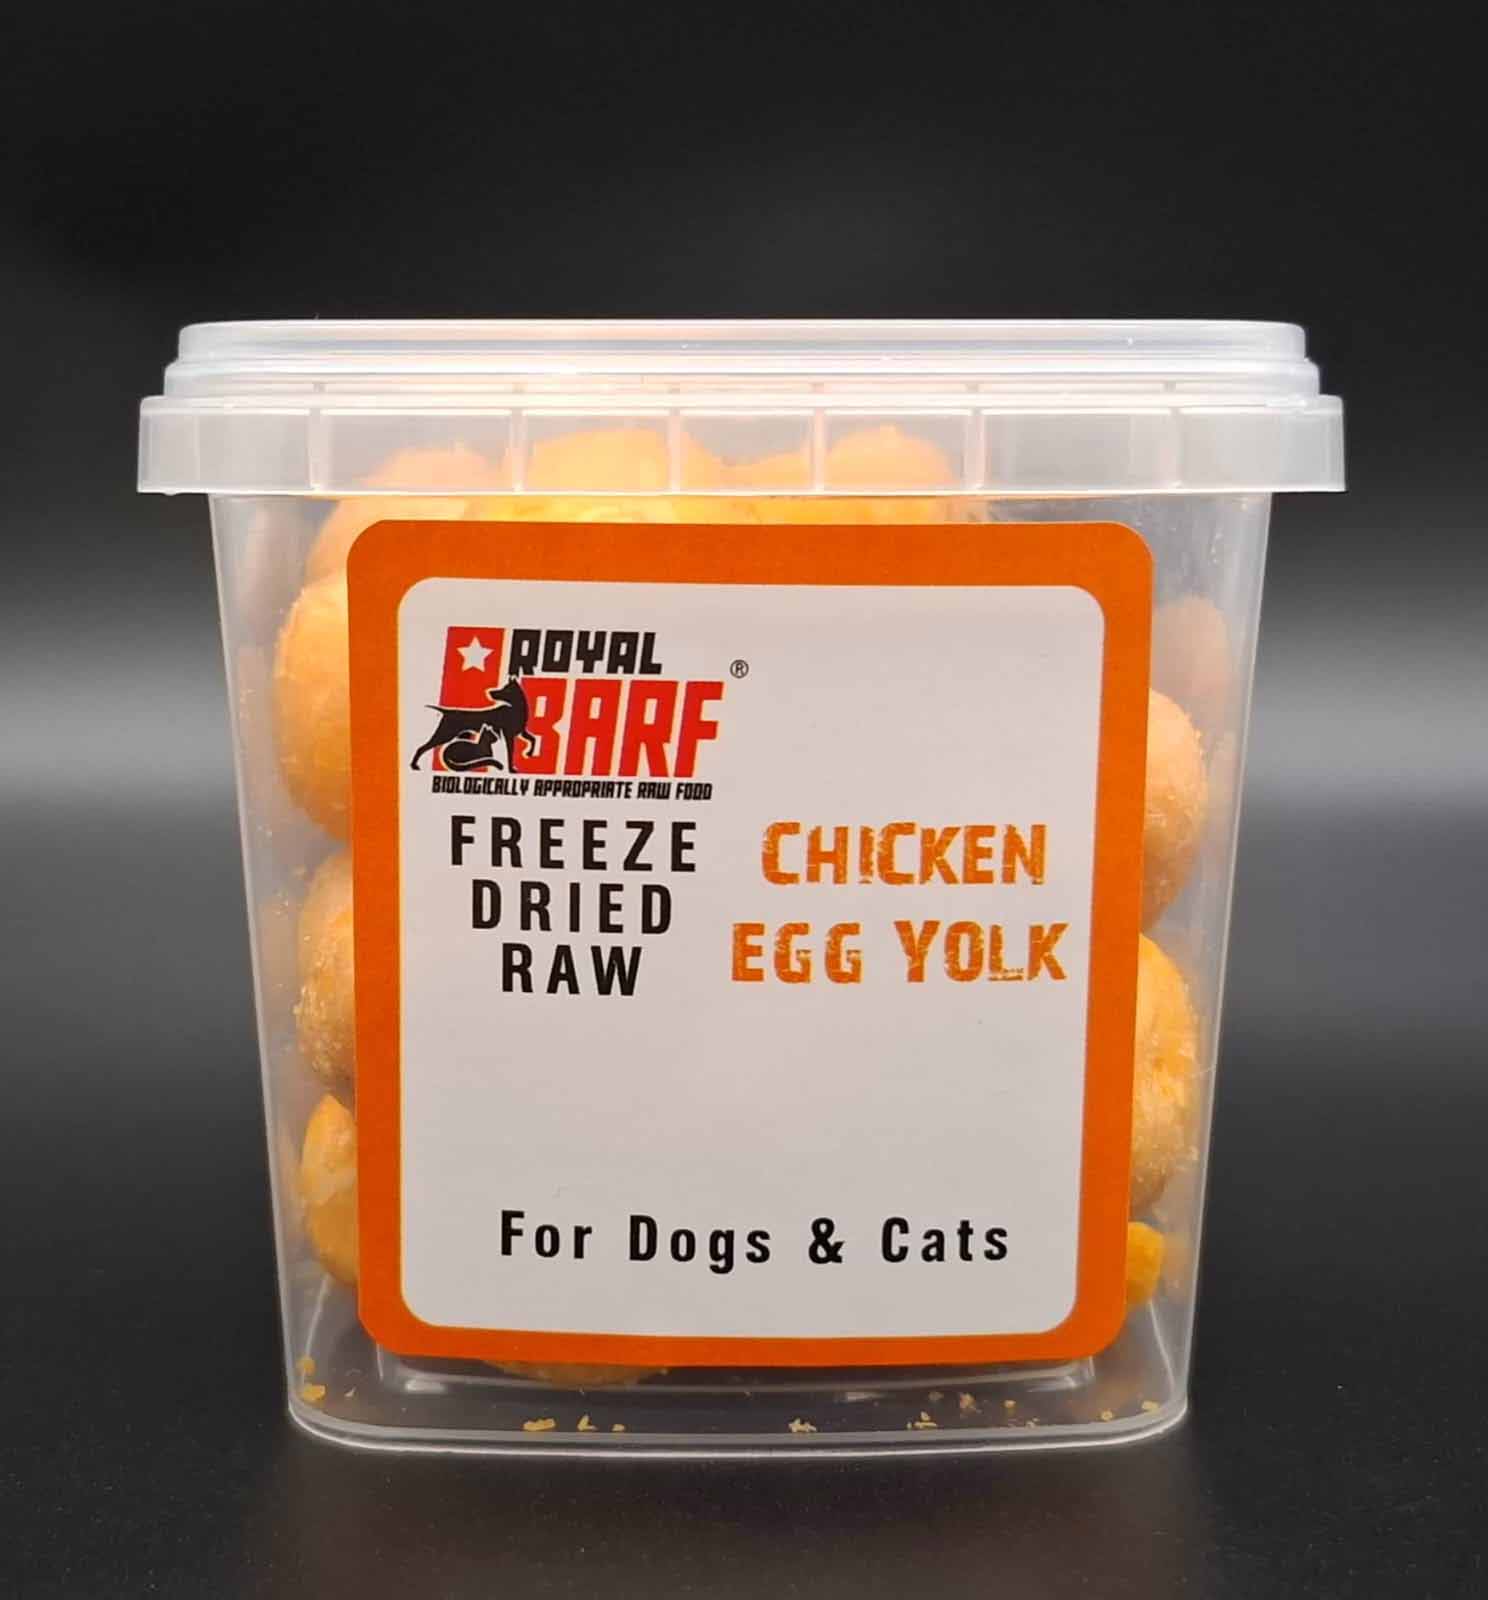 ROYAL
BARF ®
BIOLOGICALLY APPROPRIATE RAW FOOD
FREEZE
DRIED
RAW
CHICKEN
EGG YOLK
For Dogs & Cats